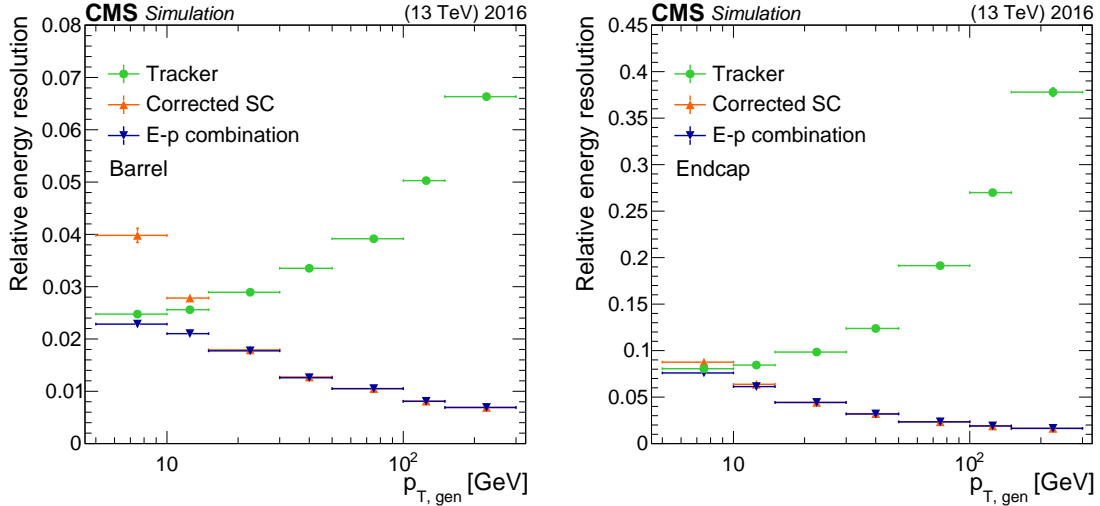 CMS Simulation (13 TeV) 2016
Relative energy resolution
0.08
0.07
0.06
0.05
0.04
0.03
0.02
0.01
0
Tracker
Corrected SC
E-p combination
Barrel
10
10²
p_T, gen [GeV]
CMS Simulation (13 TeV) 2016
Relative energy resolution
0.45
0.4
0.35
0.3
0.25
0.2
0.15
0.1
0.05
0
Tracker
Corrected SC
E-p combination
Endcap
10
10²
p_T, gen [GeV]